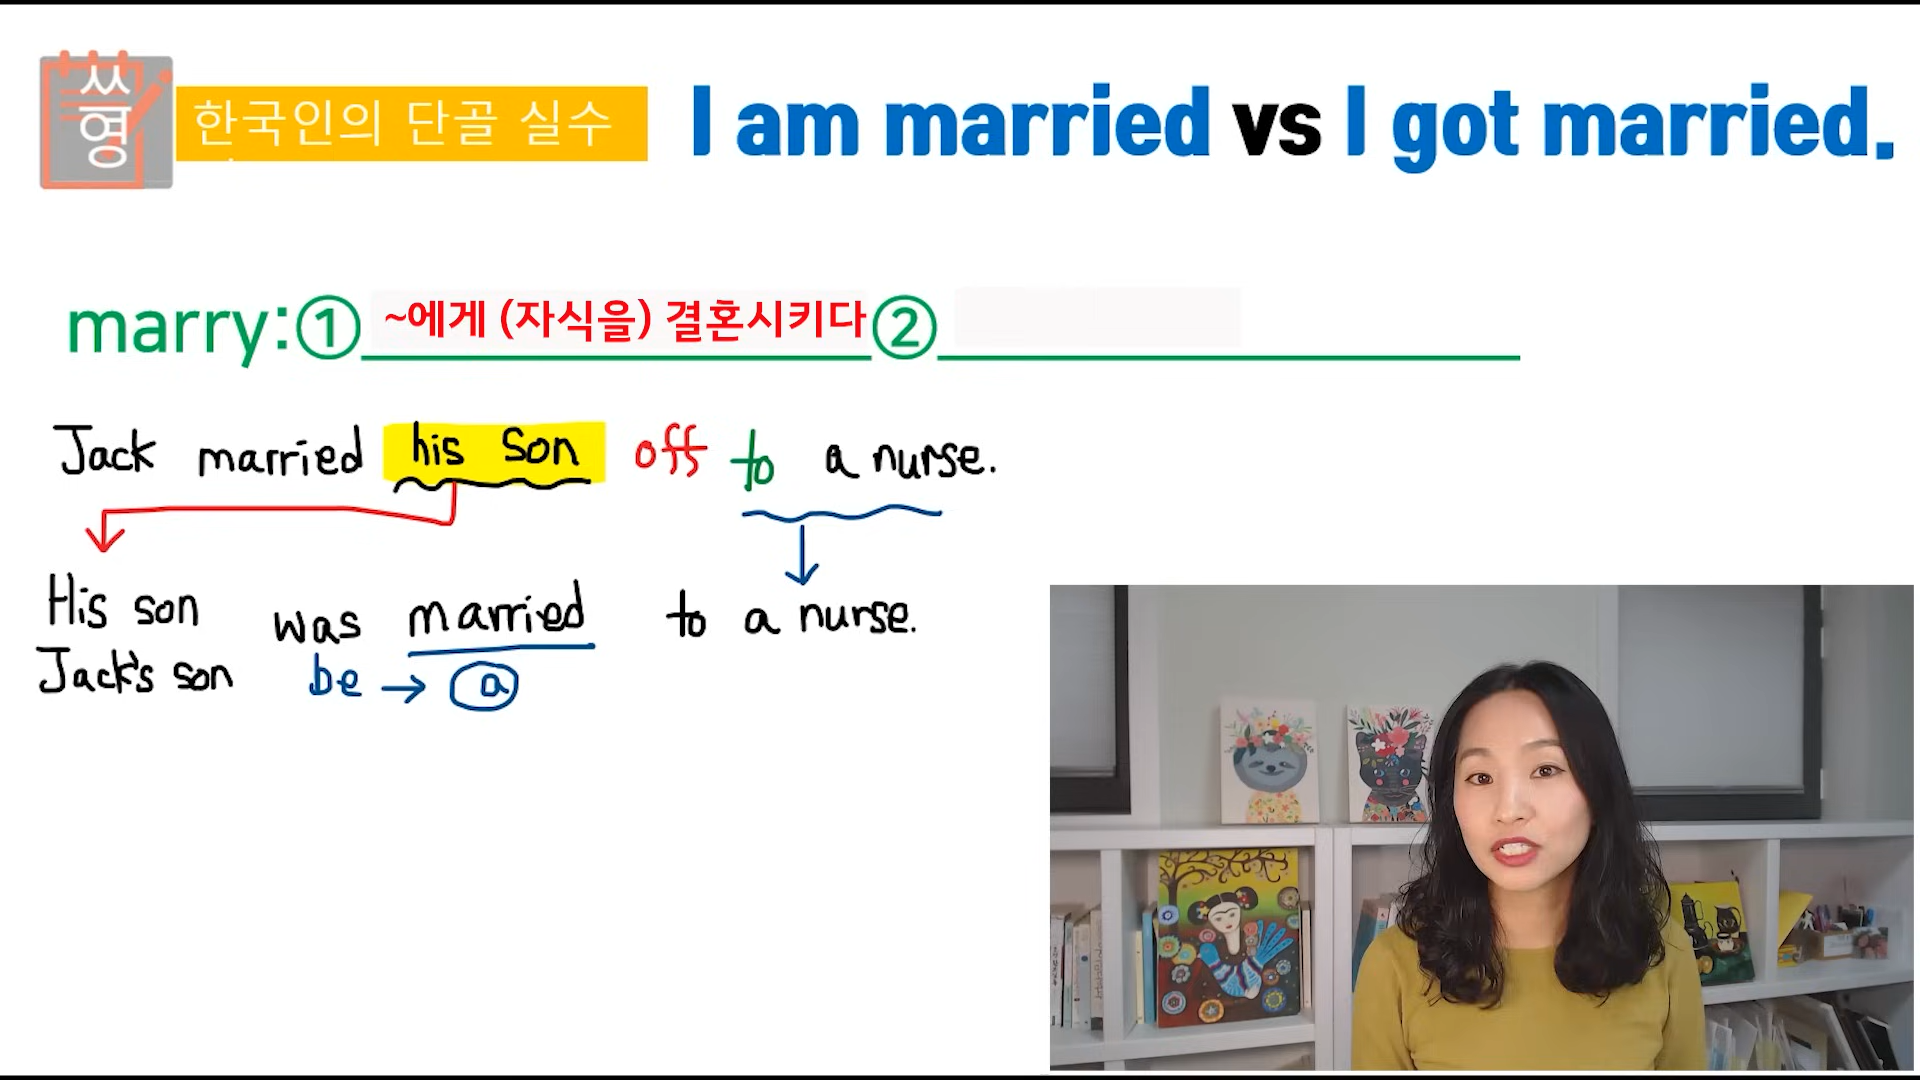 쓰영
한국인의 단골 실수
I am married vs I got married.
marry:① ~에게 (자식을) 결혼시키다 ②
Jack married his son off to a nurse.
His son was married to a nurse.
Jack's son be → a